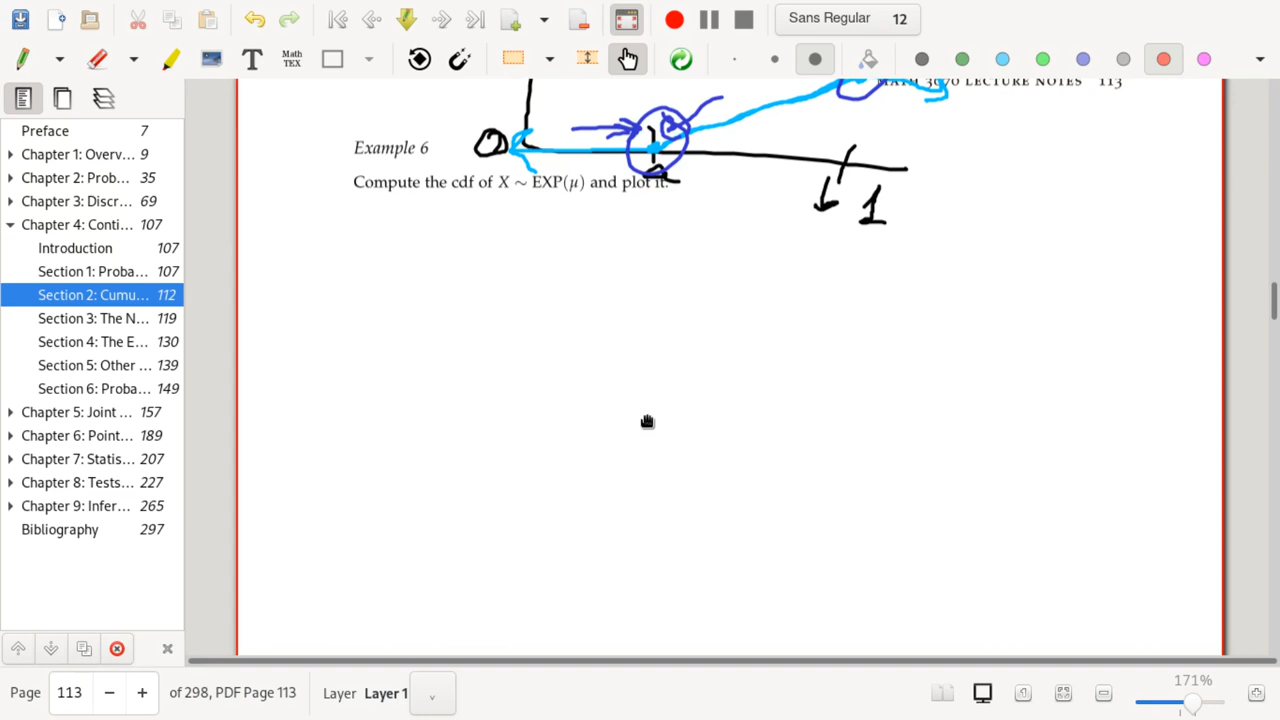 Sans Regular 12
Math
TEX
Preface 7
Chapter 1: Overv... 9
Chapter 2: Prob... 35
Chapter 3: Discr... 69
Chapter 4: Conti... 107
Introduction 107
Section 1: Proba... 107
Section 2: Cumu... 112
Section 3: The N... 119
Section 4: The E... 130
Section 5: Other ... 139
Section 6: Proba... 149
Chapter 5: Joint ... 157
Chapter 6: Point... 189
Chapter 7: Statis... 207
Chapter 8: Tests... 227
Chapter 9: Infer... 265
Bibliography 297
MATH 3070 LECTURE NOTES 113
Example 6
Compute the cdf of X ∼ EXP(μ) and plot it.
0
a
1
Page 113 of 298, PDF Page 113 Layer Layer 1
171%